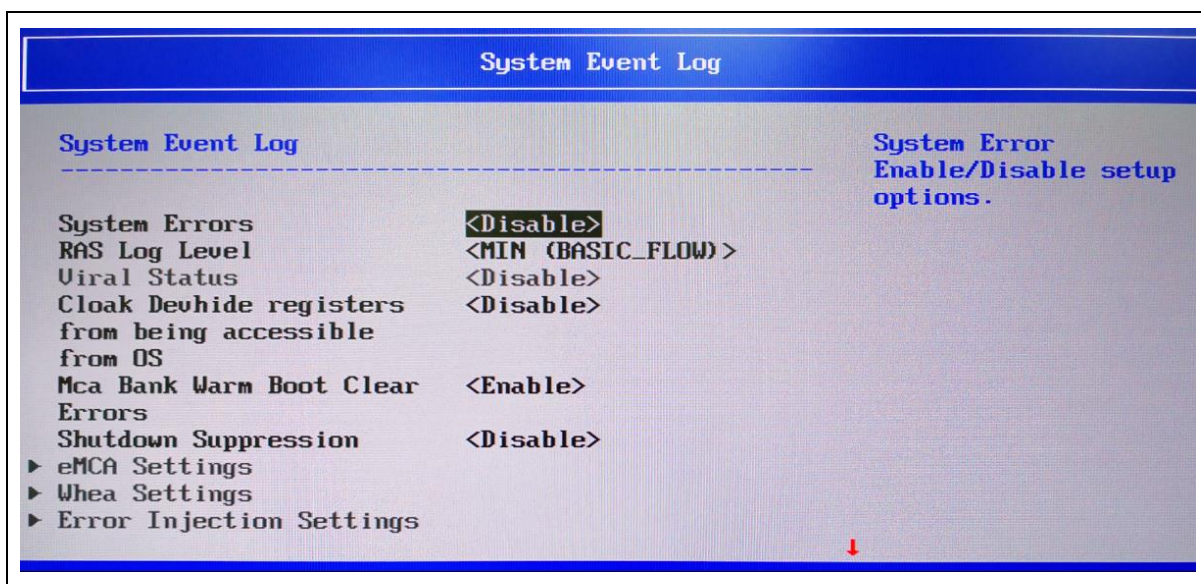 System Event Log
System Event Log
System Error
Enable/Disable setup
options.
System Errors <Disable>
RAS Log Level <MIN (BASIC_FLOW)>
Viral Status <Disable>
Cloak Devhide registers <Disable>
from being accessible
from OS
Mca Bank Warm Boot Clear <Enable>
Errors
Shutdown Suppression <Disable>
▶ eMCA Settings
▶ Whea Settings
▶ Error Injection Settings